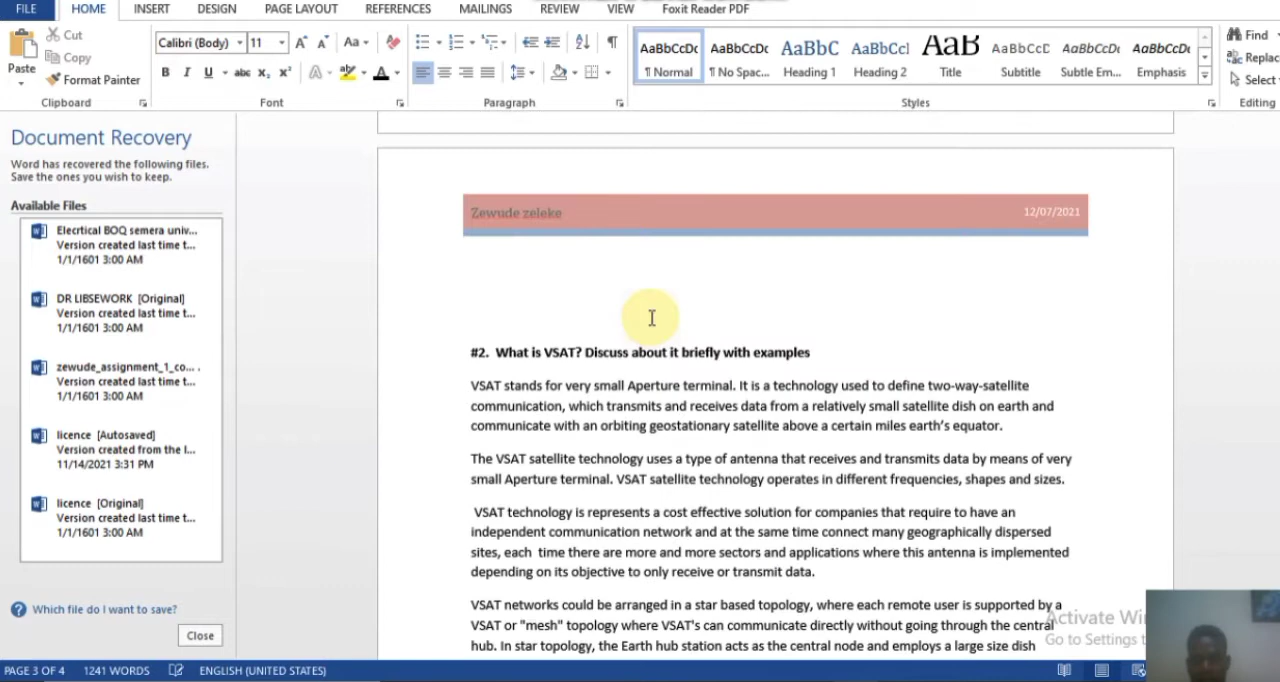 FILE HOME INSERT DESIGN PAGE LAYOUT REFERENCES MAILINGS REVIEW VIEW Foxit Reader PDF
Paste
Cut
Copy
Format Painter
Clipboard
Calibri (Body) 11
Aa
B I U abc X₂ X² A A
Font
Paragraph
AaBbCcDc AaBbCcDc AaBbC AaBbCcl AaB AaBbCcD AaBbCcDc AaBbCcDc
¶ Normal ¶ No Spac... Heading 1 Heading 2 Title Subtitle Subtle Em... Emphasis
Styles
Find
Replac
Select
Editing
Document Recovery
Word has recovered the following files.
Save the ones you wish to keep.
Available Files
Elecrtical BOQ semera univ...
Version created last time t...
1/1/1601 3:00 AM
DR LIBSEWORK [Original]
Version created last time t...
1/1/1601 3:00 AM
zewude_assignment_1_co... .
Version created last time t...
1/1/1601 3:00 AM
licence [Autosaved]
Version created from the l...
11/14/2021 3:31 PM
licence [Original]
Version created last time t...
1/1/1601 3:00 AM
Which file do I want to save?
Close
Zewude zeleke 12/07/2021
#2. What is VSAT? Discuss about it briefly with examples
VSAT stands for very small Aperture terminal. It is a technology used to define two-way-satellite
communication, which transmits and receives data from a relatively small satellite dish on earth and
communicate with an orbiting geostationary satellite above a certain miles earth's equator.
The VSAT satellite technology uses a type of antenna that receives and transmits data by means of very
small Aperture terminal. VSAT satellite technology operates in different frequencies, shapes and sizes.
VSAT technology is represents a cost effective solution for companies that require to have an
independent communication network and at the same time connect many geographically dispersed
sites, each time there are more and more sectors and applications where this antenna is implemented
depending on its objective to only receive or transmit data.
VSAT networks could be arranged in a star based topology, where each remote user is supported by a
VSAT or "mesh" topology where VSAT's can communicate directly without going through the central
hub. In star topology, the Earth hub station acts as the central node and employs a large size dish
Activate Wi
Go to Settings t
PAGE 3 OF 4 1241 WORDS ENGLISH (UNITED STATES)